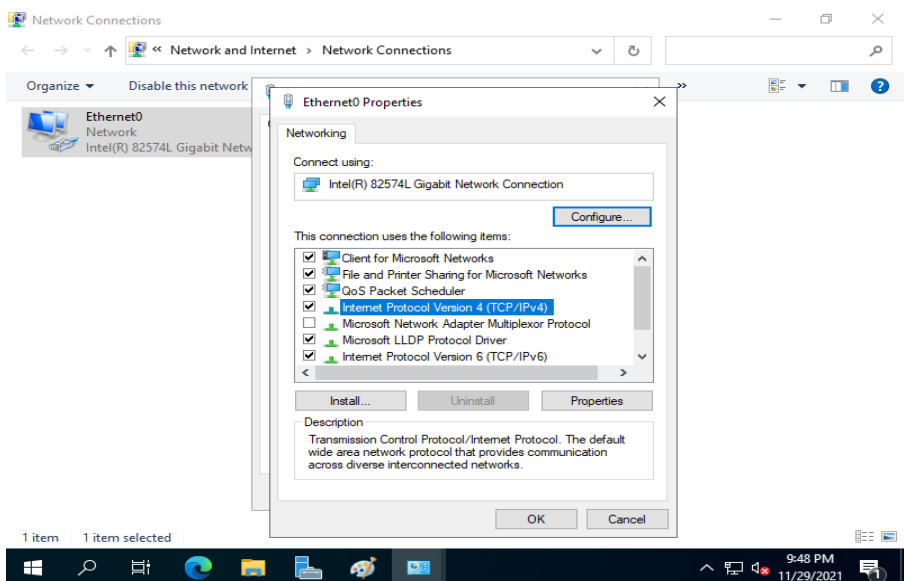 Network Connections
« Network and Internet › Network Connections
Organize Disable this network »
Ethernet0
Network
Intel(R) 82574L Gigabit Netw
Ethernet0 Properties
Networking
Connect using:
Intel(R) 82574L Gigabit Network Connection
Configure...
This connection uses the following items:
Client for Microsoft Networks
File and Printer Sharing for Microsoft Networks
QoS Packet Scheduler
Internet Protocol Version 4 (TCP/IPv4)
Microsoft Network Adapter Multiplexor Protocol
Microsoft LLDP Protocol Driver
Internet Protocol Version 6 (TCP/IPv6)
Install... Uninstall Properties
Description
Transmission Control Protocol/Internet Protocol. The default
wide area network protocol that provides communication
across diverse interconnected networks.
OK Cancel
1 item 1 item selected
9:48 PM
11/29/2021
1